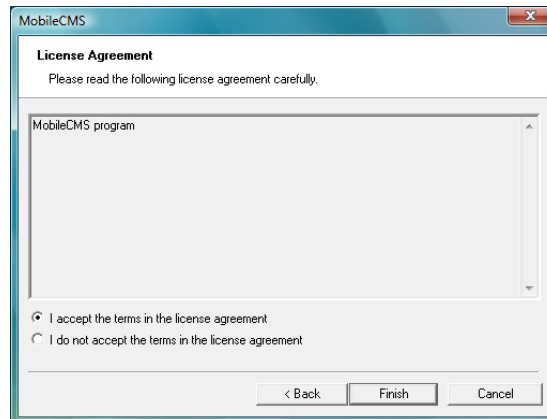 MobileCMS
License Agreement
Please read the following license agreement carefully.
MobileCMS program
I accept the terms in the license agreement
I do not accept the terms in the license agreement
< Back Finish Cancel